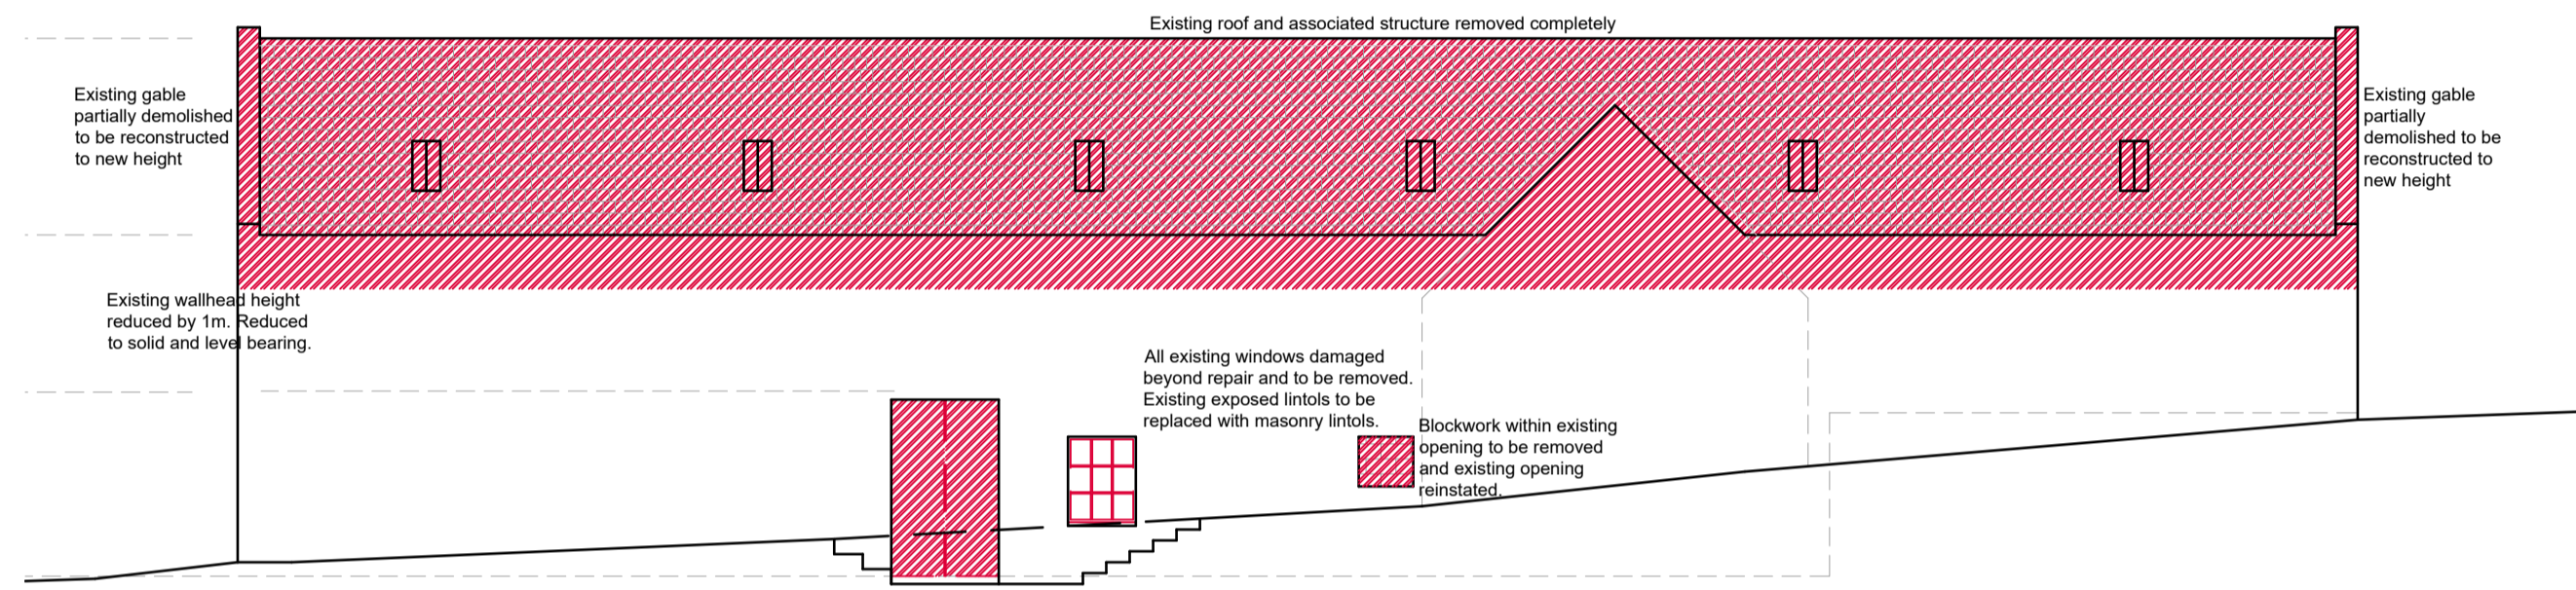 Existing roof and associated structure removed completely
Existing gable
partially demolished
to be reconstructed
to new height
Existing gable
partially
demolished to be
reconstructed to
new height
Existing wallhead height
reduced by 1m. Reduced
to solid and level bearing.
All existing windows damaged
beyond repair and to be removed.
Existing exposed lintols to be
replaced with masonry lintols.
Blockwork within existing
opening to be removed
and existing opening
reinstated.